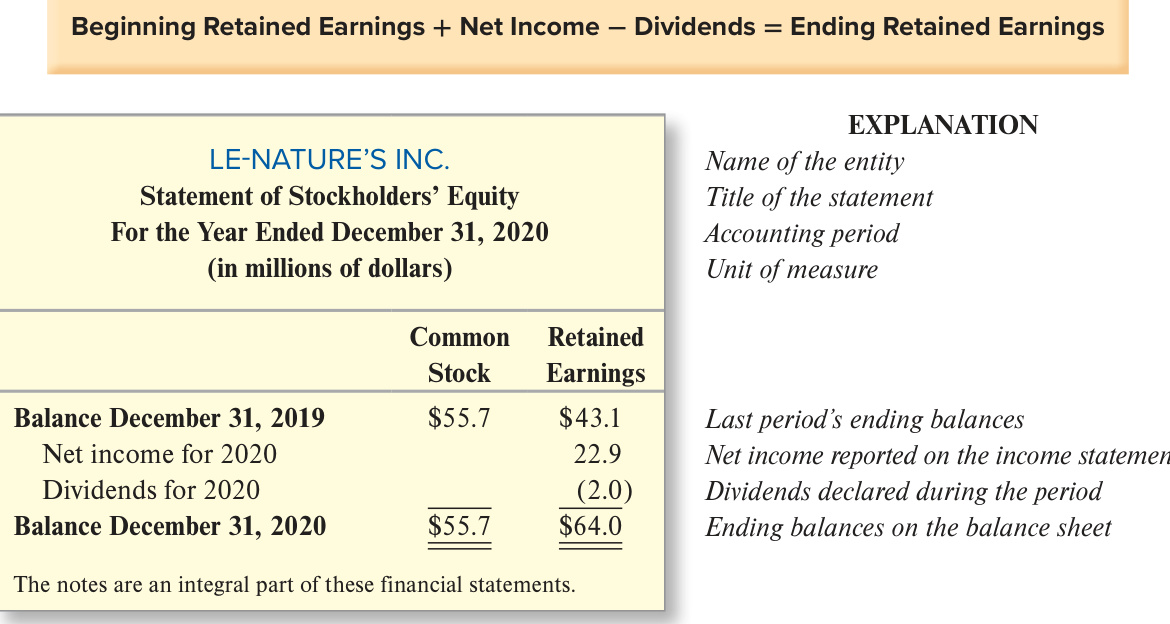 Beginning Retained Earnings + Net Income − Dividends = Ending Retained Earnings
LE-NATURE’S INC.
Statement of Stockholders’ Equity
For the Year Ended December 31, 2020
(in millions of dollars)
EXPLANATION
Name of the entity
Title of the statement
Accounting period
Unit of measure
Common Retained
Stock Earnings
Balance December 31, 2019 $55.7 $43.1 Last period’s ending balances
Net income for 2020 22.9 Net income reported on the income statemen
Dividends for 2020 (2.0) Dividends declared during the period
Balance December 31, 2020 $55.7 $64.0 Ending balances on the balance sheet
The notes are an integral part of these financial statements.